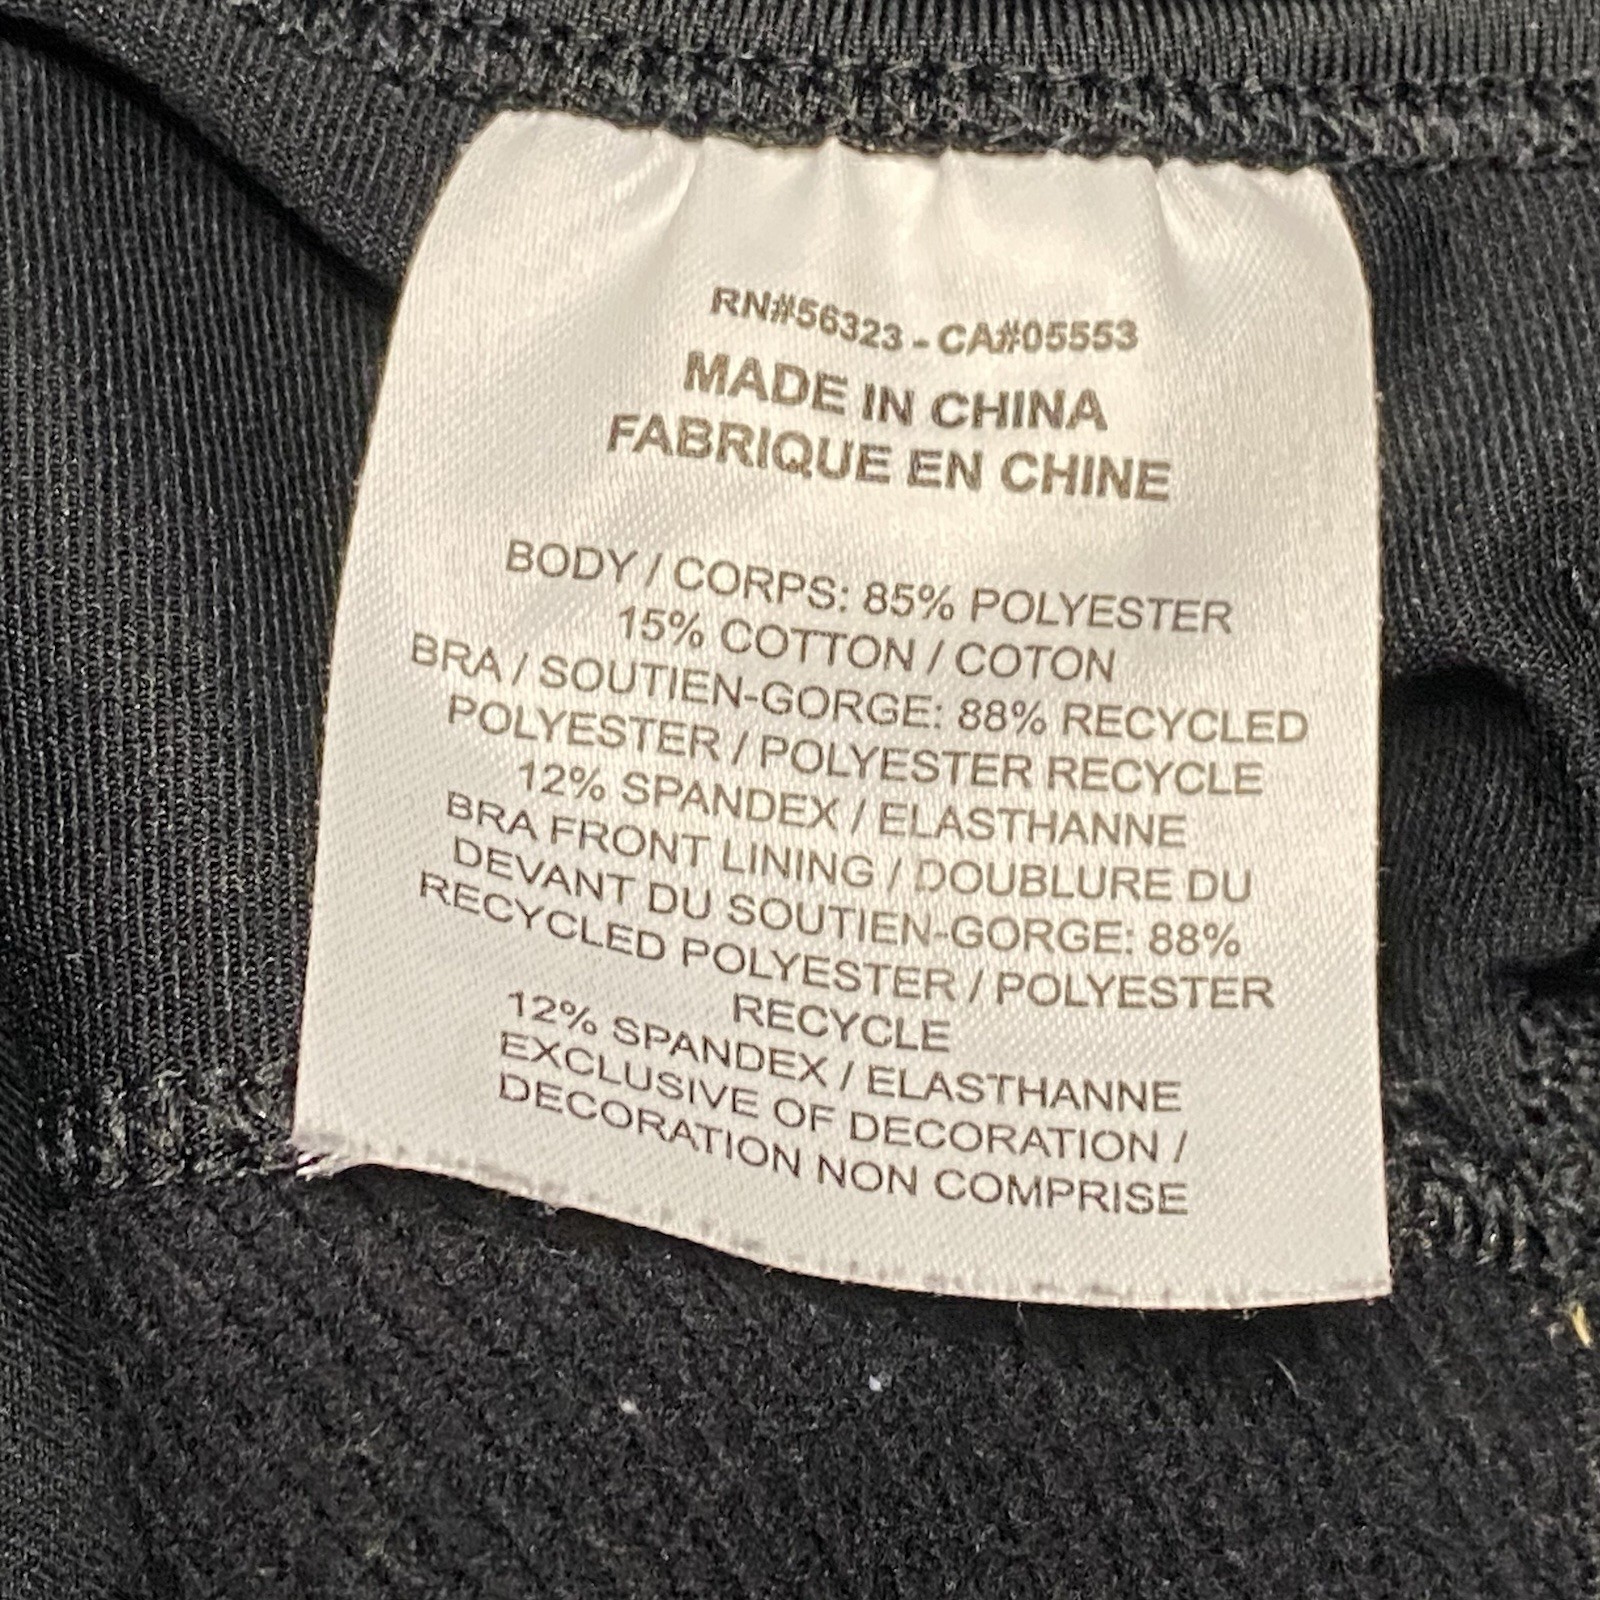 RN#56323 - CA#05553
MADE IN CHINA
FABRIQUE EN CHINE
BODY / CORPS: 85% POLYESTER
15% COTTON / COTON
BRA / SOUTIEN-GORGE: 88% RECYCLED
POLYESTER / POLYESTER RECYCLE
12% SPANDEX / ELASTHANNE
BRA FRONT LINING / DOUBLURE DU
DEVANT DU SOUTIEN-GORGE: 88%
RECYCLED POLYESTER / POLYESTER
RECYCLE
12% SPANDEX / ELASTHANNE
EXCLUSIVE OF DECORATION /
DECORATION NON COMPRISE